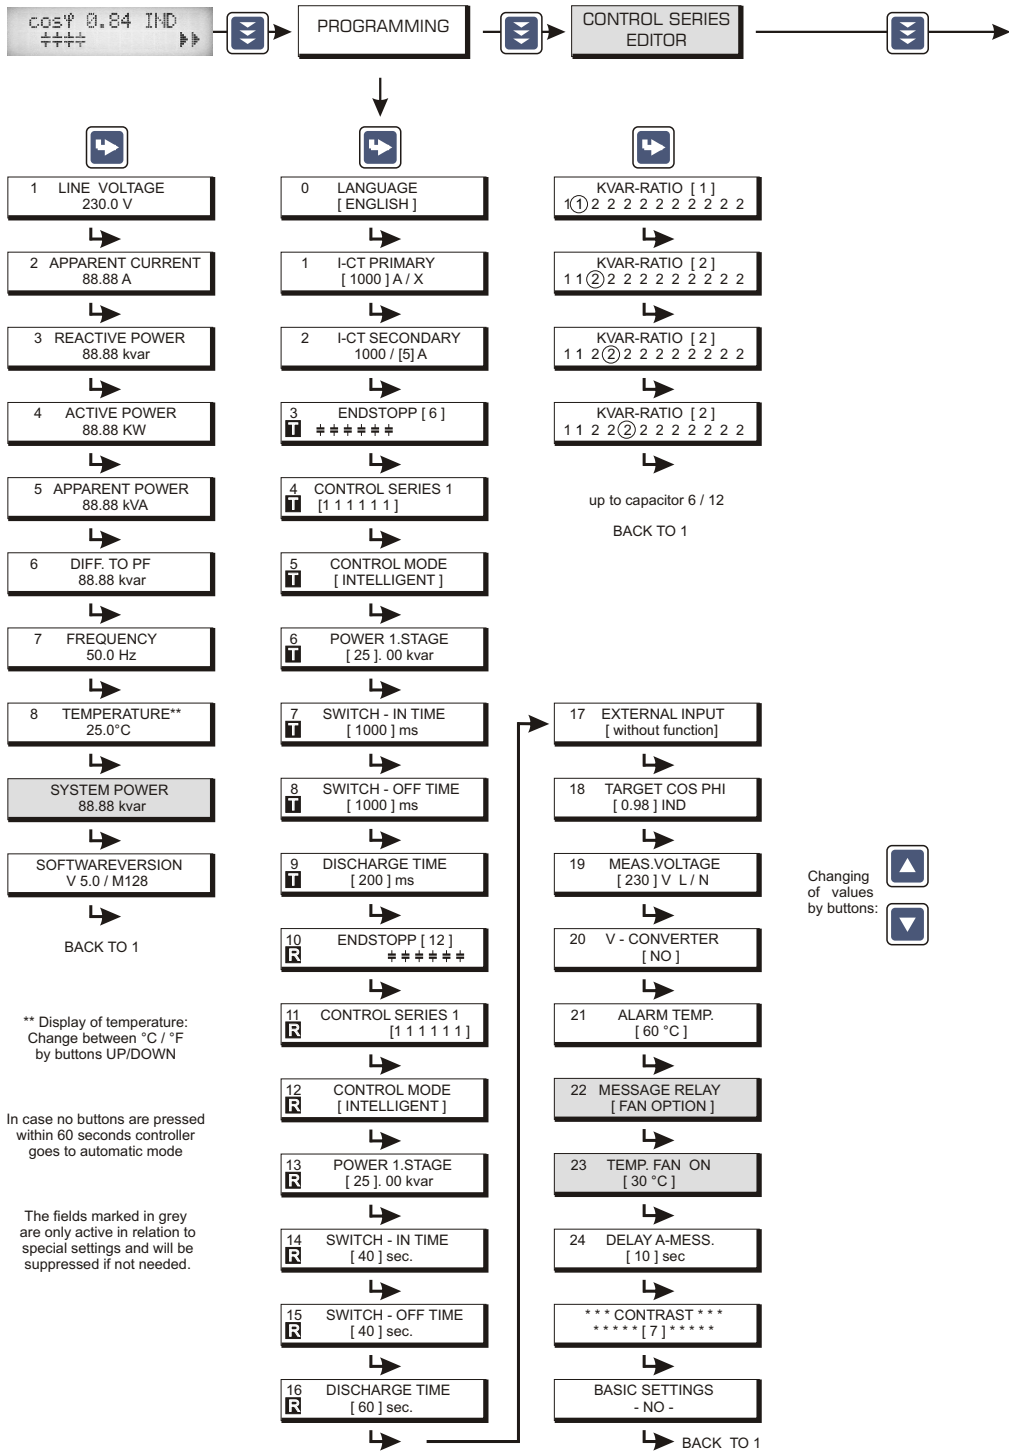 cosΨ 0.84 IND
PROGRAMMING
CONTROL SERIES
EDITOR
1 LINE VOLTAGE
230.0 V
2 APPARENT CURRENT
88.88 A
3 REACTIVE POWER
88.88 kvar
4 ACTIVE POWER
88.88 KW
5 APPARENT POWER
88.88 kVA
6 DIFF. TO PF
88.88 kvar
7 FREQUENCY
50.0 Hz
8 TEMPERATURE**
25.0°C
SYSTEM POWER
88.88 kvar
SOFTWAREVERSION
V 5.0 / M128
BACK TO 1
** Display of temperature:
Change between °C / °F
by buttons UP/DOWN
In case no buttons are pressed
within 60 seconds controller
goes to automatic mode
The fields marked in grey
are only active in relation to
special settings and will be
suppressed if not needed.
0 LANGUAGE
[ ENGLISH ]
1 I-CT PRIMARY
[ 1000 ] A / X
2 I-CT SECONDARY
1000 / [5] A
3 ENDSTOPP [ 6 ]
T
4 CONTROL SERIES 1
T [1 1 1 1 1 1 ]
5 CONTROL MODE
T [ INTELLIGENT ]
6 POWER 1.STAGE
T [ 25 ]. 00 kvar
7 SWITCH - IN TIME
T [ 1000 ] ms
8 SWITCH - OFF TIME
T [ 1000 ] ms
9 DISCHARGE TIME
T [ 200 ] ms
10 ENDSTOPP [ 12 ]
R
11 CONTROL SERIES 1
R [1 1 1 1 1 1 ]
12 CONTROL MODE
R [ INTELLIGENT ]
13 POWER 1.STAGE
R [ 25 ]. 00 kvar
14 SWITCH - IN TIME
R [ 40 ] sec.
15 SWITCH - OFF TIME
R [ 40 ] sec.
16 DISCHARGE TIME
R [ 60 ] sec.
KVAR-RATIO [ 1 ]
1 1 2 2 2 2 2 2 2 2 2 2
KVAR-RATIO [ 2 ]
1 1 2 2 2 2 2 2 2 2 2 2
KVAR-RATIO [ 2 ]
1 1 2 2 2 2 2 2 2 2 2 2
KVAR-RATIO [ 2 ]
1 1 2 2 2 2 2 2 2 2 2 2
up to capacitor 6 / 12
BACK TO 1
17 EXTERNAL INPUT
[ without function]
18 TARGET COS PHI
[ 0.98 ] IND
19 MEAS.VOLTAGE
[ 230 ] V L / N
20 V - CONVERTER
[ NO ]
21 ALARM TEMP.
[ 60 °C ]
22 MESSAGE RELAY
[ FAN OPTION ]
23 TEMP. FAN ON
[ 30 °C ]
24 DELAY A-MESS.
[ 10 ] sec
* * * CONTRAST * * *
* * * * * [ 7 ] * * * * *
BASIC SETTINGS
- NO -
BACK TO 1
Changing
of values
by buttons: